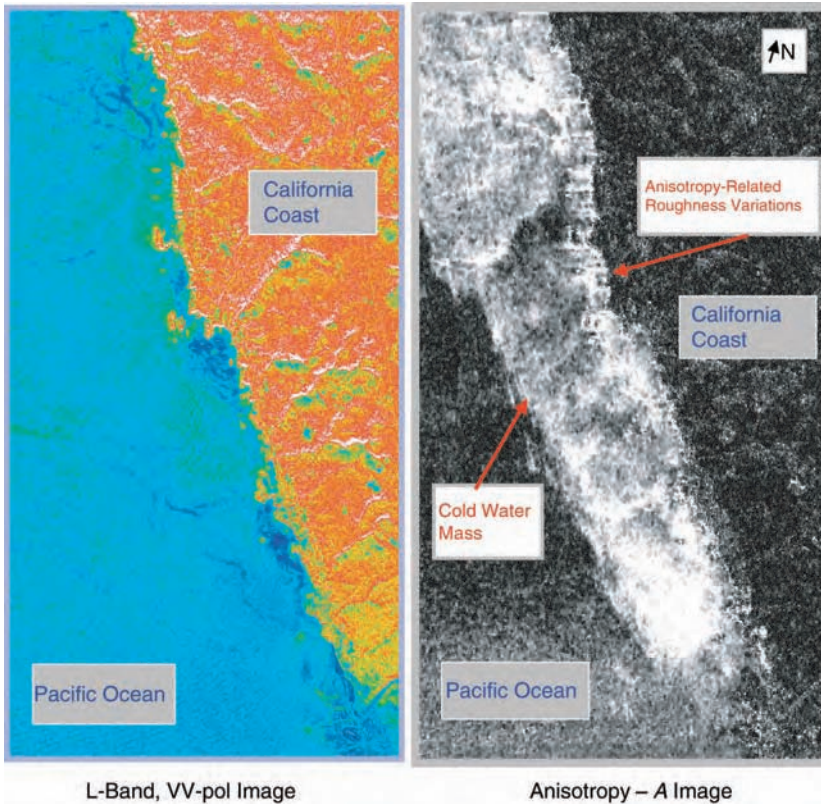 California
Coast
Pacific Ocean
L-Band, VV-pol Image
N
Anisotropy-Related
Roughness Variations
California
Coast
Cold Water
Mass
Pacific Ocean
Anisotropy – A Image